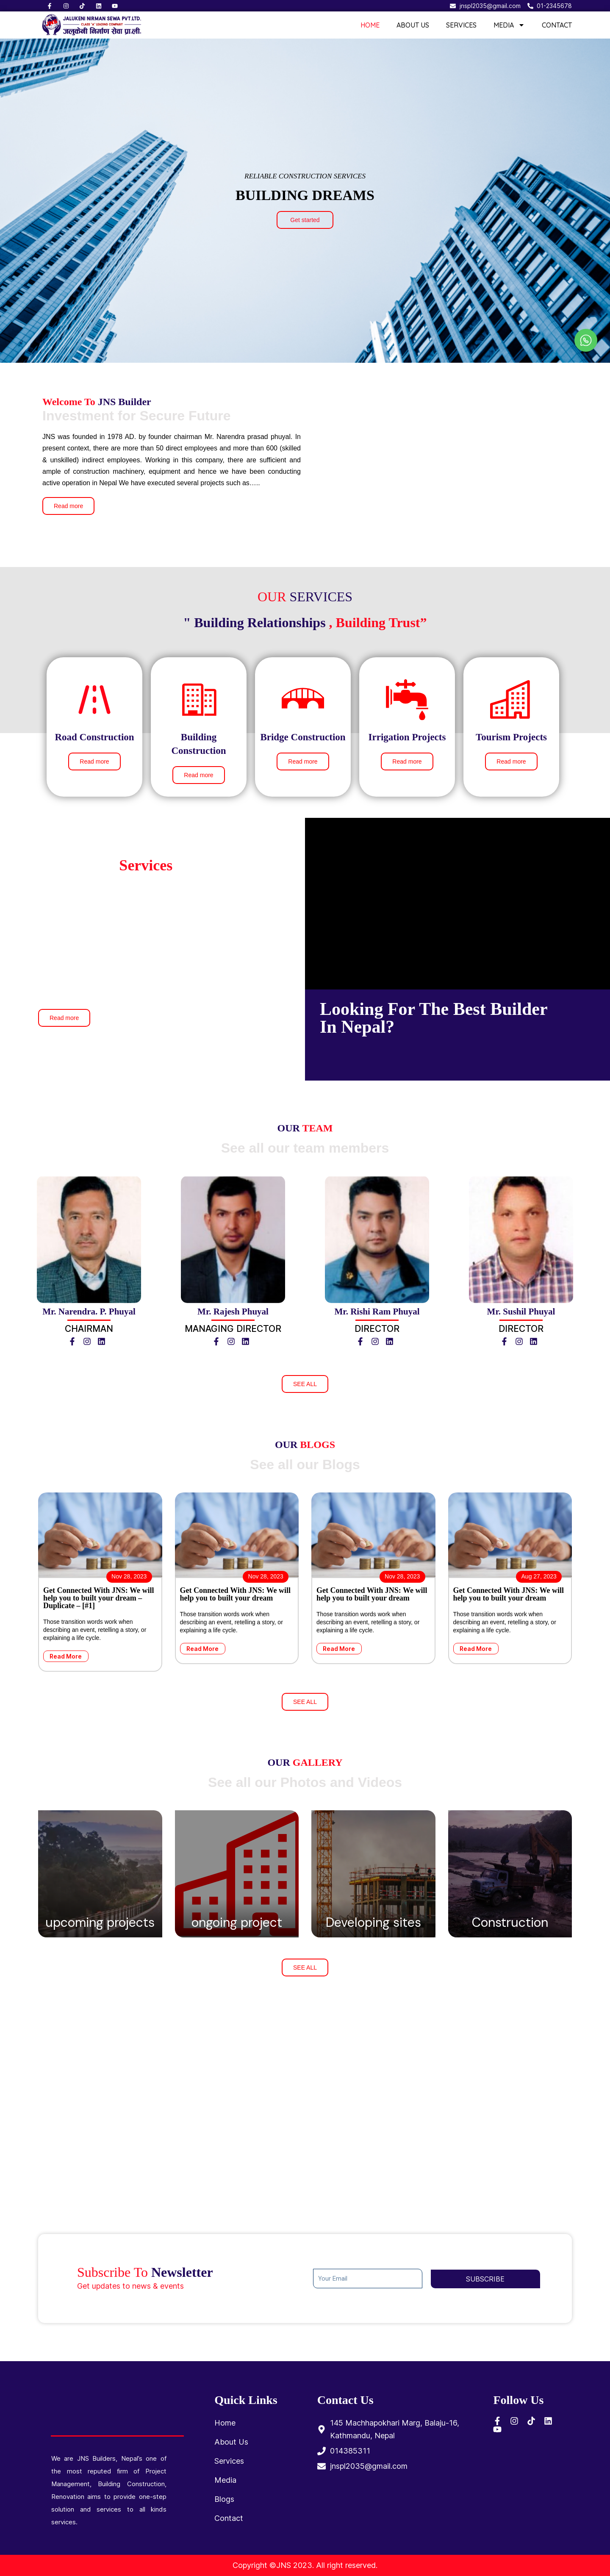 jnspl2035@gmail.com 01-2345678
JALUKENI NIRMAN SEWA PVT.LTD.
CLASS "A" LEADING COMPANY
जलुकेनी निर्माण सेवा प्रा.लि.
HOME ABOUT US SERVICES MEDIA CONTACT
RELIABLE CONSTRUCTION SERVICES
BUILDING DREAMS
Get started
Welcome To JNS Builder
Investment for Secure Future
JNS was founded in 1978 AD. by founder chairman Mr. Narendra prasad phuyal. In
present context, there are more than 50 direct employees and more than 600 (skilled
& unskilled) indirect employees. Working in this company, there are sufficient and
ample of construction machinery, equipment and hence we have been conducting
active operation in Nepal We have executed several projects such as…..
Read more
OUR SERVICES
" Building Relationships , Building Trust”
Road Construction
Read more
Building
Construction
Read more
Bridge Construction
Read more
Irrigation Projects
Read more
Tourism Projects
Read more
Services
Read more
Looking For The Best Builder
In Nepal?
OUR TEAM
See all our team members
Mr. Narendra. P. Phuyal
CHAIRMAN
Mr. Rajesh Phuyal
MANAGING DIRECTOR
Mr. Rishi Ram Phuyal
DIRECTOR
Mr. Sushil Phuyal
DIRECTOR
SEE ALL
OUR BLOGS
See all our Blogs
Nov 28, 2023
Get Connected With JNS: We will
help you to built your dream –
Duplicate – [#1]
Those transition words work when
describing an event, retelling a story, or
explaining a life cycle.
Read More
Nov 28, 2023
Get Connected With JNS: We will
help you to built your dream
Those transition words work when
describing an event, retelling a story, or
explaining a life cycle.
Read More
Nov 28, 2023
Get Connected With JNS: We will
help you to built your dream
Those transition words work when
describing an event, retelling a story, or
explaining a life cycle.
Read More
Aug 27, 2023
Get Connected With JNS: We will
help you to built your dream
Those transition words work when
describing an event, retelling a story, or
explaining a life cycle.
Read More
SEE ALL
OUR GALLERY
See all our Photos and Videos
upcoming projects
ongoing project
Developing sites
Construction
SEE ALL
Subscribe To Newsletter
Get updates to news & events
Your Email
SUBSCRIBE
We are JNS Builders, Nepal’s one of
the most reputed firm of Project
Management, Building Construction,
Renovation aims to provide one-step
solution and services to all kinds
services.
Quick Links
Home
About Us
Services
Media
Blogs
Contact
Contact Us
145 Machhapokhari Marg, Balaju-16,
Kathmandu, Nepal
014385311
jnspl2035@gmail.com
Follow Us
Copyright ©JNS 2023. All right reserved.